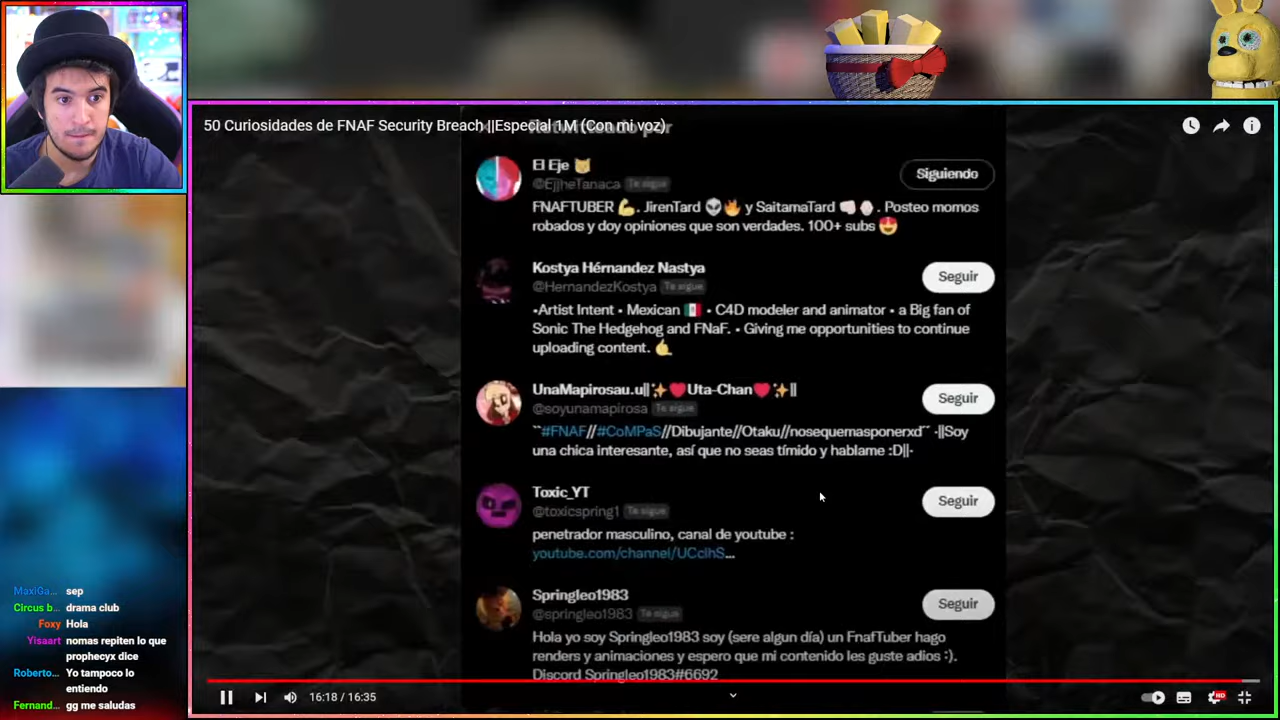 50 Curiosidades de FNAF Security Breach ||Especial 1M (Con mi voz)
El Eje
@EjjheTanaca Te sigue
Siguiendo
FNAFTUBER 💪. JirenTard 👽🔥 y SaitamaTard 👊🏻👨🏻‍🦲. Posteo momos
robados y doy opiniones que son verdades. 100+ subs 😍
Kostya Hérnandez Nastya
@HernandezKostya Te sigue
Seguir
•Artist Intent • Mexican 🇲🇽 • C4D modeler and animator • a Big fan of
Sonic The Hedgehog and FNaF. • Giving me opportunities to continue
uploading content.
UnaMapirosau.u||✨❤️Uta-Chan❤️✨||
@soyunamapirosa Te sigue
Seguir
``#FNAF//#CoMPaS//Dibujante//Otaku//nosequemasponerxd´´ -||Soy
una chica interesante, así que no seas tímido y hablame :D||-
Toxic_YT
@toxicspring1 Te sigue
Seguir
penetrador masculino, canal de youtube :
youtube.com/channel/UCclhS...
Springleo1983
@springleo1983 Te sigue
Seguir
Hola yo soy Springleo1983 soy (sere algun día) un FnafTuber hago
renders y animaciones y espero que mi contenido les guste adios :).
Discord Springleo1983#6692
16:18 / 16:35
HD
MaxiGa... sep
Circus b... drama club
Foxy Hola
Yisaart nomas repiten lo que
prophecyx dice
Roberto... Yo tampoco lo
entiendo
Fernand... gg me saludas